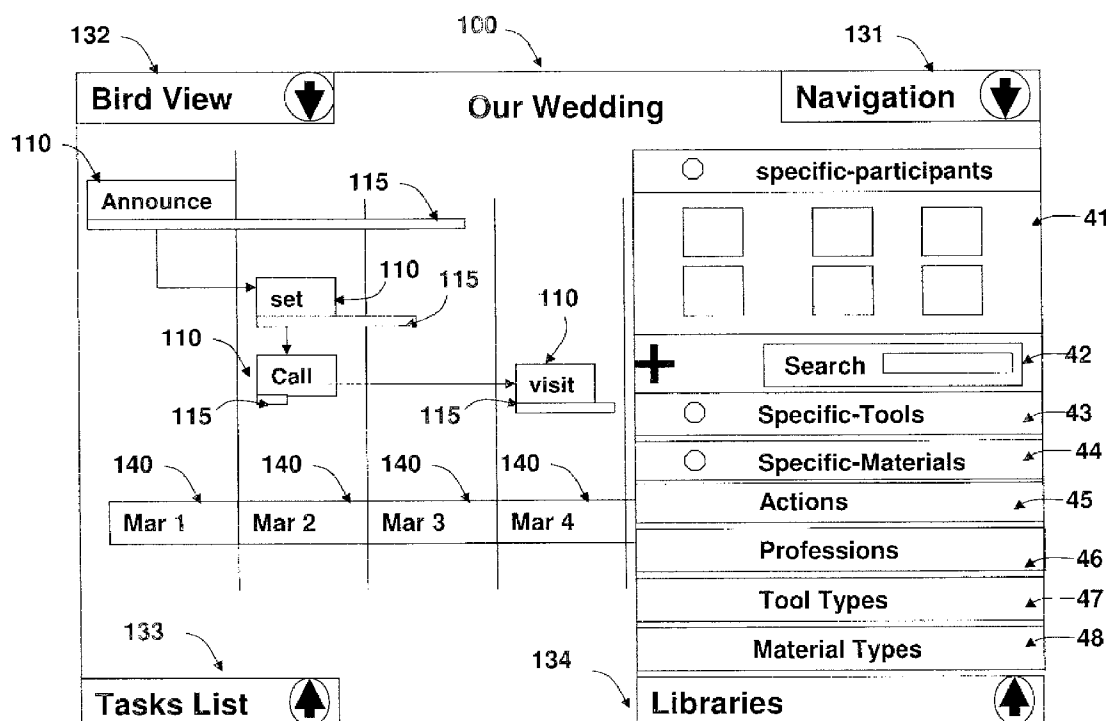 132
100
131
Bird View
Our Wedding
Navigation
110
Announce
115
specific-participants
41
set
110
115
110
110
Call
visit
115
115
Search
42
Specific-Tools
43
Specific-Materials
44
140
140
140
140
Mar 1
Mar 2
Mar 3
Mar 4
Actions
45
Professions
46
Tool Types
47
Material Types
48
133
134
Tasks List
Libraries